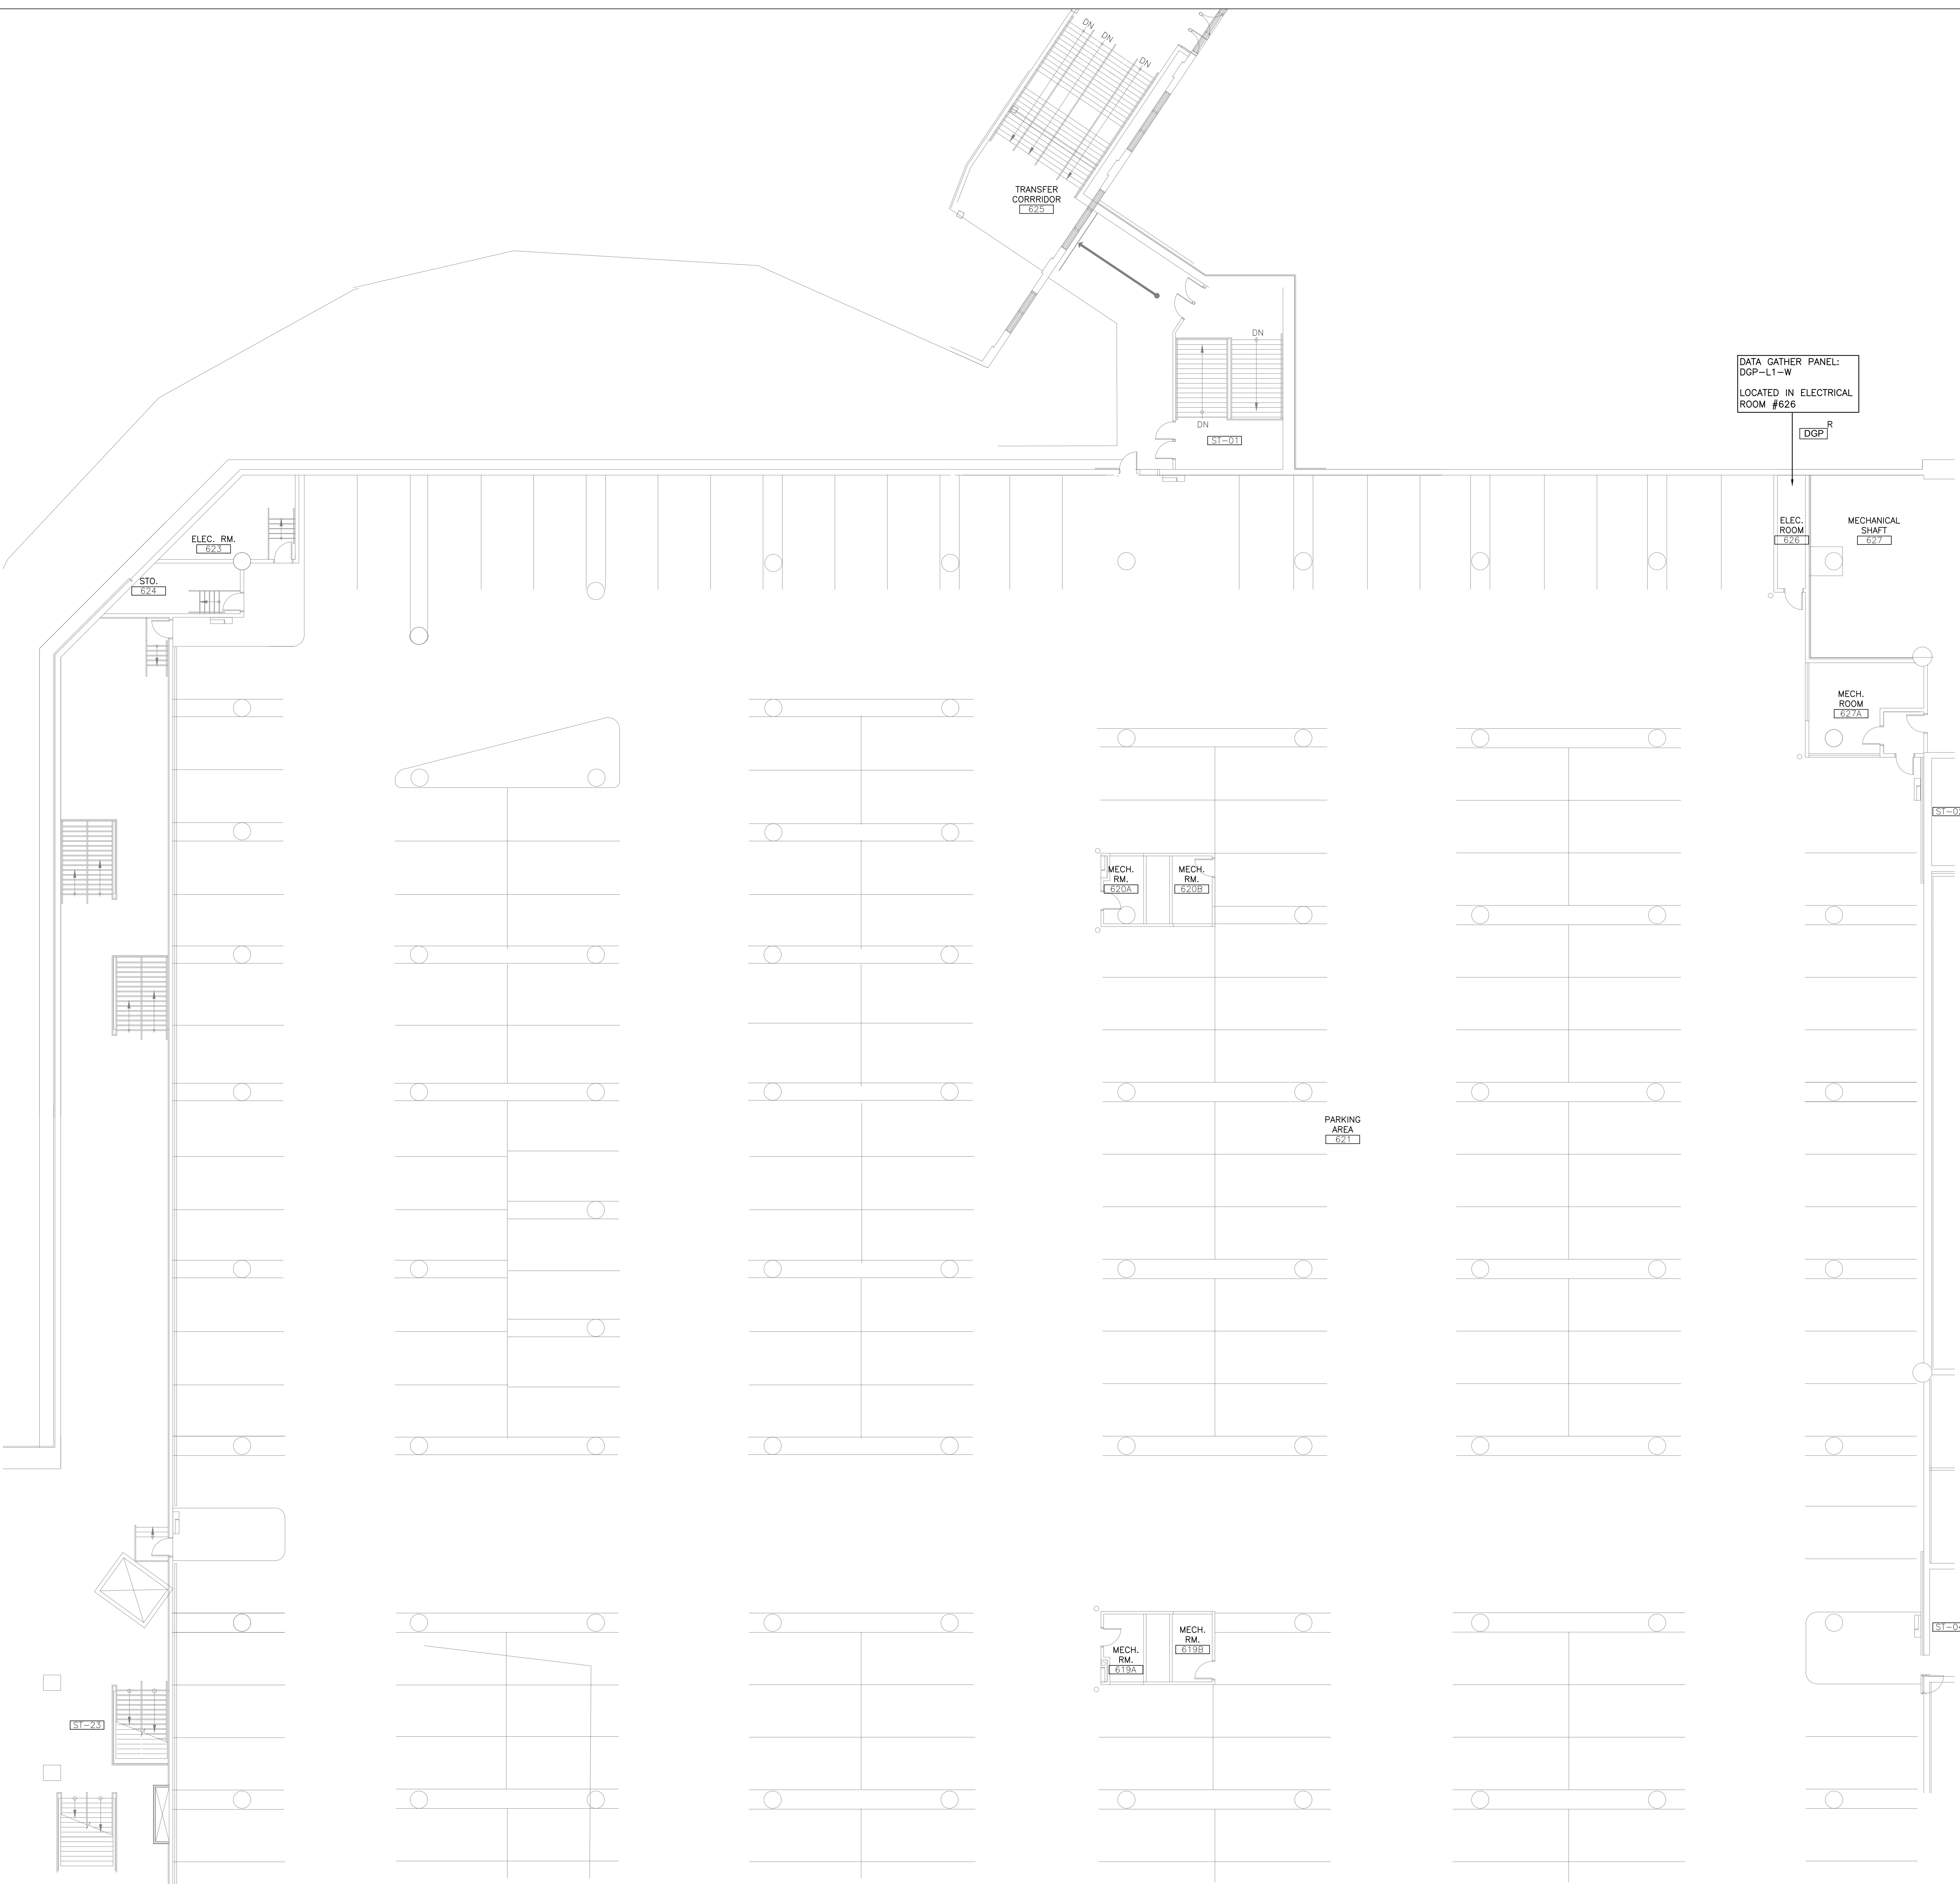 DN
DN
DN
TRANSFER
CORRRIDOR
625
DN
DN
ST-01
DATA GATHER PANEL:
DGP-L1-W
LOCATED IN ELECTRICAL
ROOM #626
R
DGP
ELEC. RM.
623
STO.
624
ELEC.
ROOM
626
MECHANICAL
SHAFT
627
MECH.
ROOM
627A
MECH.
RM.
620A
MECH.
RM.
620B
PARKING
AREA
621
MECH.
RM.
619A
MECH.
RM.
619B
ST-04
ST-23